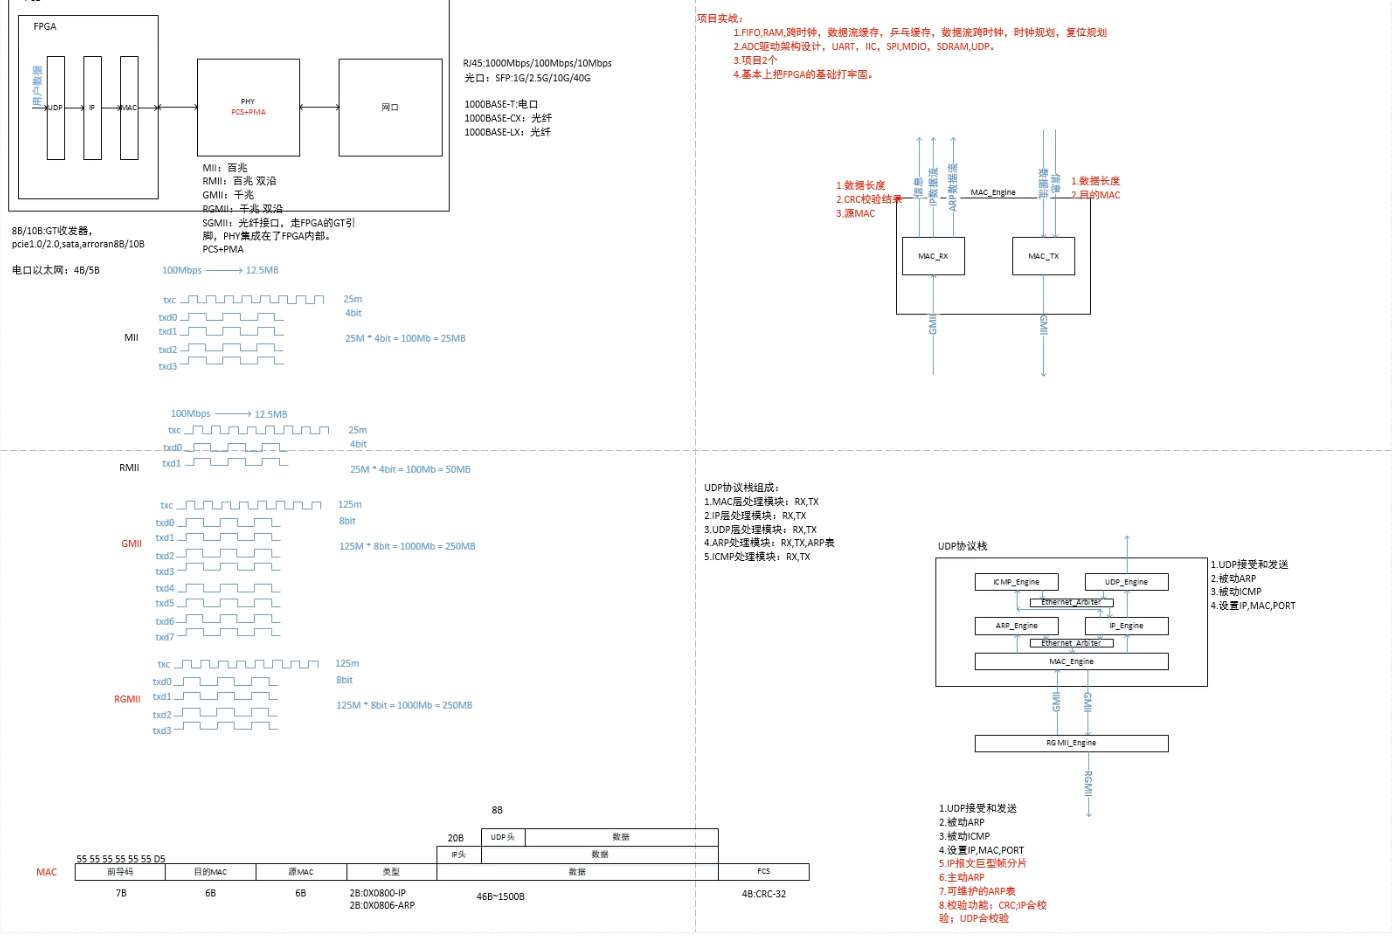 FPGA
用户数据
UDP
IP
MAC
PHY
PCS+PMA
网口
RJ45:1000Mbps/100Mbps/10Mbps
光口：SFP:1G/2.5G/10G/40G
1000BASE-T:电口
1000BASE-CX：光纤
1000BASE-LX：光纤
MII：百兆
RMII：百兆 双沿
GMII：千兆
RGMII：千兆 双沿
SGMII：光纤接口，走FPGA的GT引
脚，PHY集成在了FPGA内部。
PCS+PMA
8B/10B:GT收发器，
pcie1.0/2.0,sata,arroran8B/10B
电口以太网：4B/5B
100Mbps
12.5MB
MII
txc
25m
txd0
4bit
txd1
25M * 4bit = 100Mb = 25MB
txd2
txd3
100Mbps
12.5MB
RMII
txc
25m
txd0
4bit
txd1
25M * 4bit = 100Mb = 50MB
GMII
txc
125m
txd0
8bit
txd1
125M * 8bit = 1000Mb = 250MB
txd2
txd3
txd4
txd5
txd6
txd7
RGMII
txc
125m
txd0
8bit
txd1
125M * 8bit = 1000Mb = 250MB
txd2
txd3
8B
20B
UDP头
数据
IP头
数据
55 55 55 55 55 55 D5
MAC
前导码
目的MAC
源MAC
类型
数据
FCS
7B
6B
6B
2B:0X0800-IP
2B:0X0806-ARP
46B~1500B
4B:CRC-32
项目实战：
1.FIFO,RAM,跨时钟，数据流缓存，乒乓缓存，数据流跨时钟，时钟规划，复位规划
2.ADC驱动架构设计，UART，IIC，SPI,MDIO，SDRAM,UDP。
3.项目2个
4.基本上把FPGA的基础打牢固。
1.数据长度
2.CRC校验结果
3.源MAC
信息
IP数据流
ARP数据流
MAC_Engine
数据流
信息
1.数据长度
2.目的MAC
MAC_RX
MAC_TX
GMII
GMII
UDP协议栈组成：
1.MAC层处理模块：RX,TX
2.IP层处理模块：RX,TX
3.UDP层处理模块：RX,TX
4.ARP处理模块：RX,TX,ARP表
5.ICMP处理模块：RX,TX
UDP协议栈
ICMP_Engine
UDP_Engine
Ethernet_Arbiter
ARP_Engine
IP_Engine
Ethernet_Arbiter
MAC_Engine
GMII
GMII
RGMII_Engine
RGMII
1.UDP接受和发送
2.被动ARP
3.被动ICMP
4.设置IP,MAC,PORT
1.UDP接受和发送
2.被动ARP
3.被动ICMP
4.设置IP,MAC,PORT
5.IP报文巨型帧分片
6.主动ARP
7.可维护的ARP表
8.校验功能：CRC;IP合校
验；UDP合校验